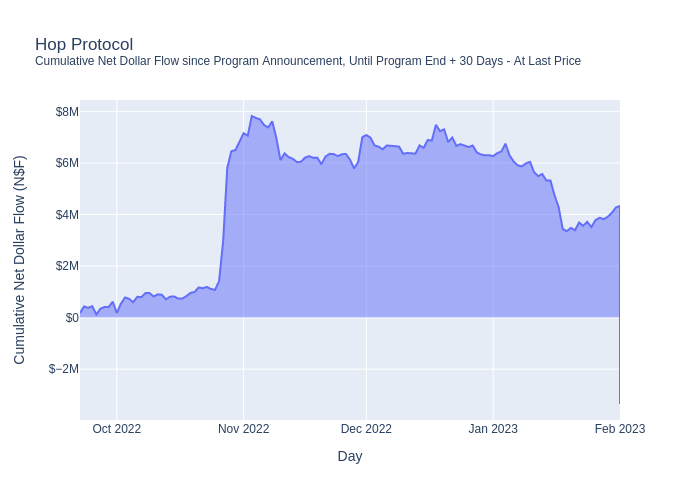 Hop Protocol
Cumulative Net Dollar Flow since Program Announcement, Until Program End + 30 Days - At Last Price
Cumulative Net Dollar Flow (N$F)
$8M
$6M
$4M
$2M
$0
$−2M
Oct 2022
Nov 2022
Dec 2022
Jan 2023
Feb 2023
Day